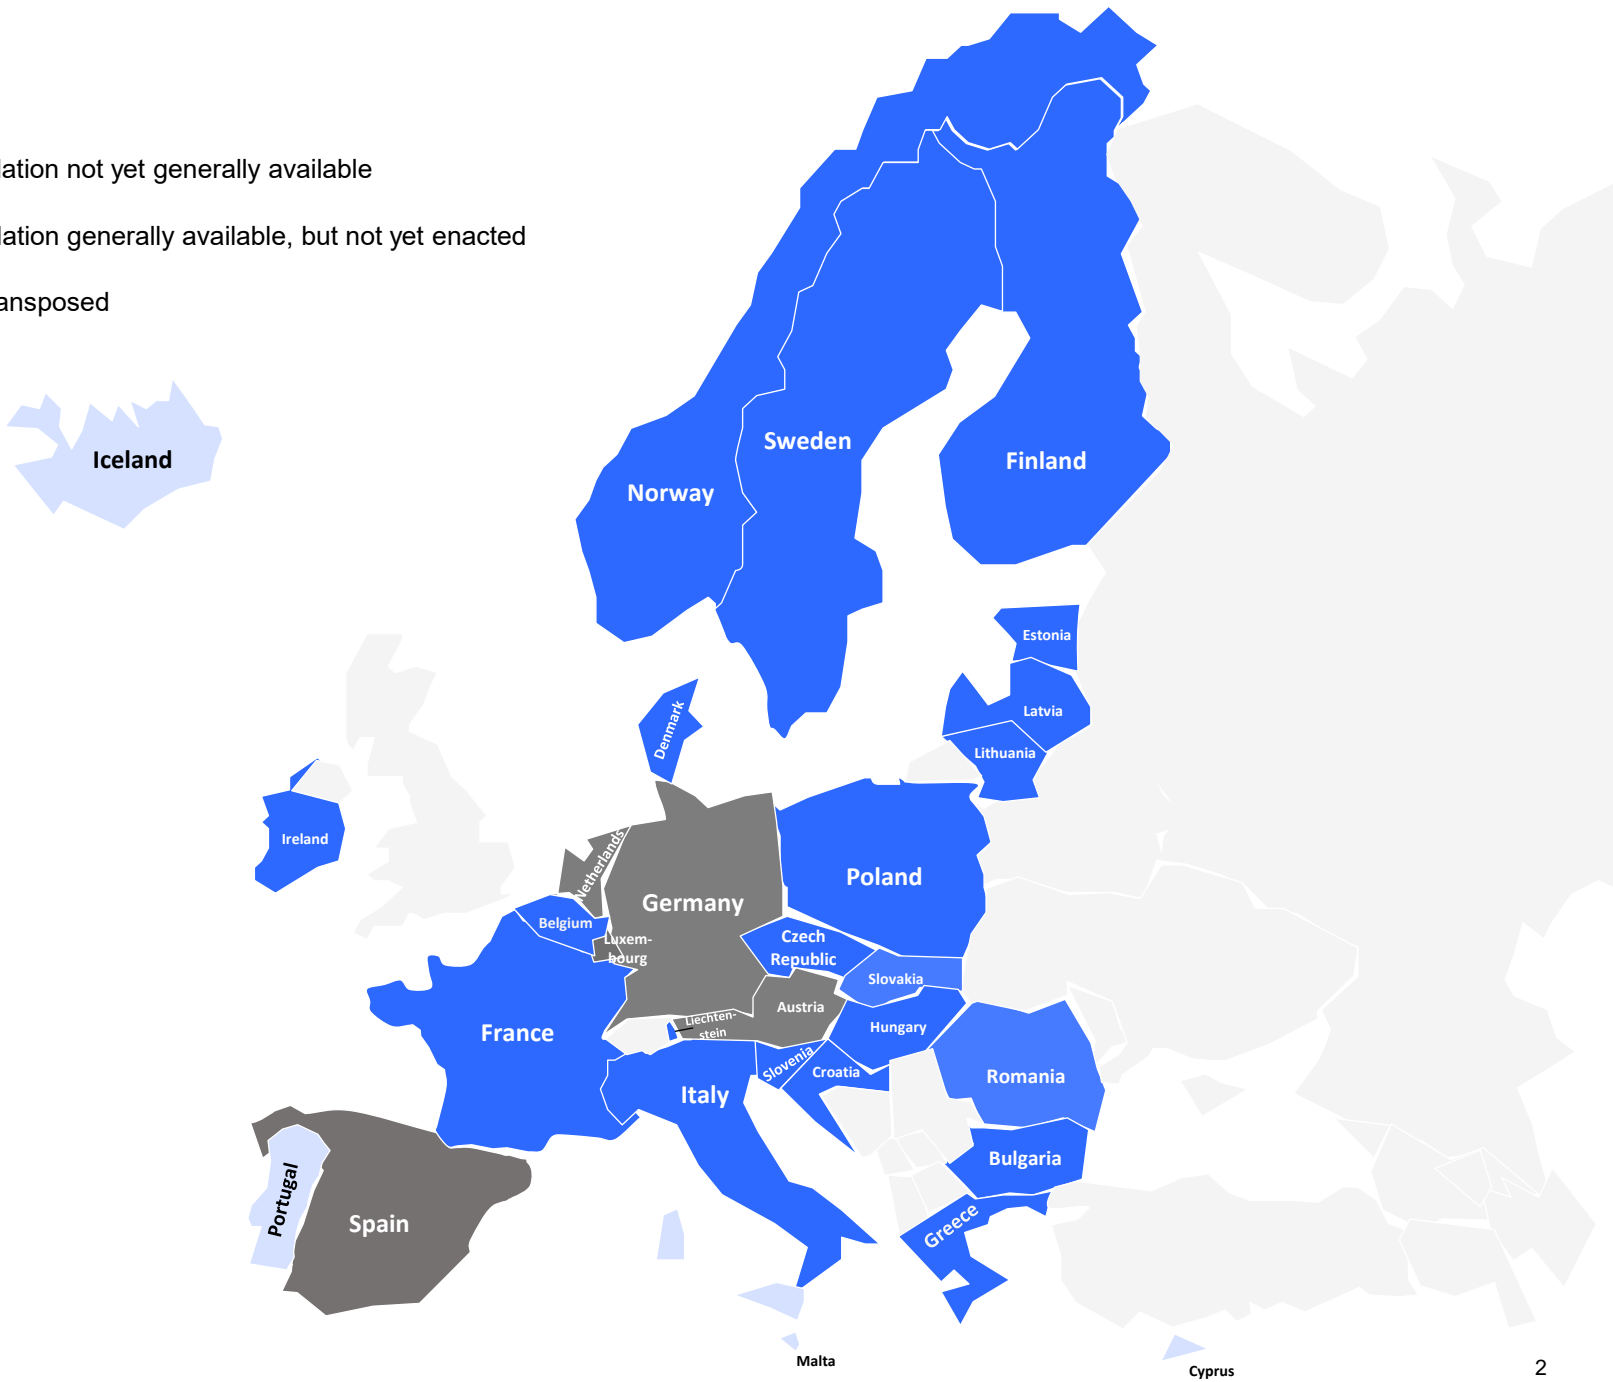 lation not yet generally available
lation generally available, but not yet enacted
ansposed
Iceland
Norway
Sweden
Finland
Estonia
Latvia
Lithuania
Denmark
Ireland
Netherlands
Germany
Poland
Belgium
Luxem-
bourg
Czech
Republic
Slovakia
Austria
Liechten-
stein
Hungary
France
Slovenia
Croatia
Italy
Romania
Bulgaria
Portugal
Spain
Greece
Malta
Cyprus
2